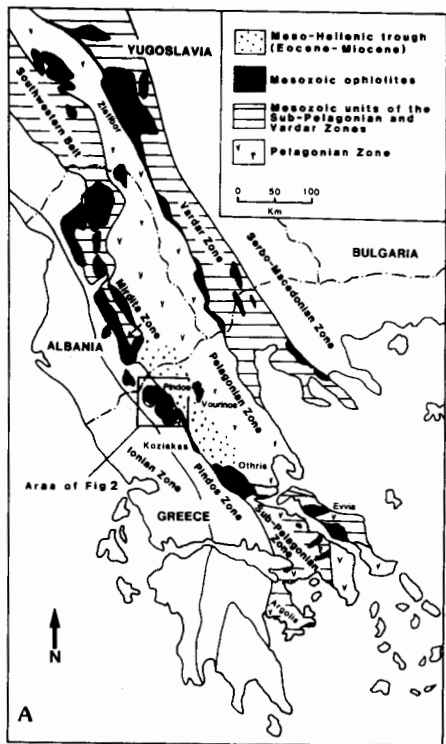 YUGOSLAVIA
Meso-Hellenic trough
(Eocene-Miocene)
Mesozoic ophiolites
Mesozoic units of the
Sub-Pelagonian and
Vardar Zones
Pelagonian Zone
0 50 100
Km
Southwestern Belt
Zlatibor
Vardar Zone
Serbo-Macedonian Zone
BULGARIA
Mirdita Zone
ALBANIA
Pelagonian Zone
Pindos
Vourinos
Koziakas
Othris
Ionian Zone
Pindos Zone
Area of Fig 2
GREECE
Sub-Pelagonian
Zone
Evvia
Argolis
N
A